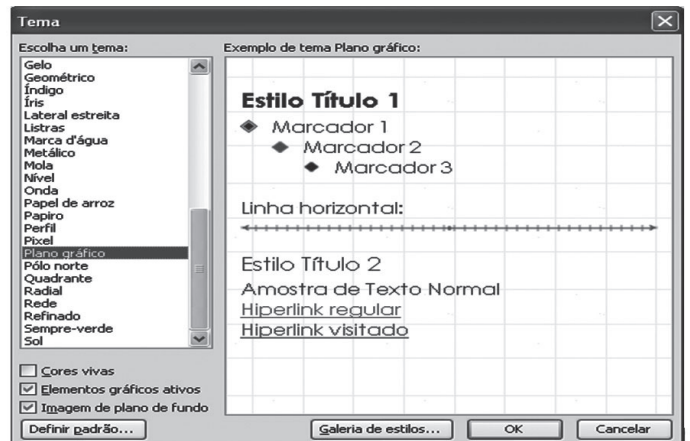 Tema
Escolha um tema:
Gelo
Geométrico
Índigo
Íris
Lateral estreita
Listras
Marca d'água
Metálico
Mola
Nível
Onda
Papel de arroz
Papiro
Perfil
Pixel
Plano gráfico
Pólo norte
Quadrante
Radial
Rede
Refinado
Sempre-verde
Sol
Cores vivas
Elementos gráficos ativos
Imagem de plano de fundo
Definir padrão...
Exemplo de tema Plano gráfico:
Estilo Título 1
Marcador 1
Marcador 2
Marcador 3
Linha horizontal:
Estilo Título 2
Amostra de Texto Normal
Hiperlink regular
Hiperlink visitado
Galeria de estilos...
OK
Cancelar